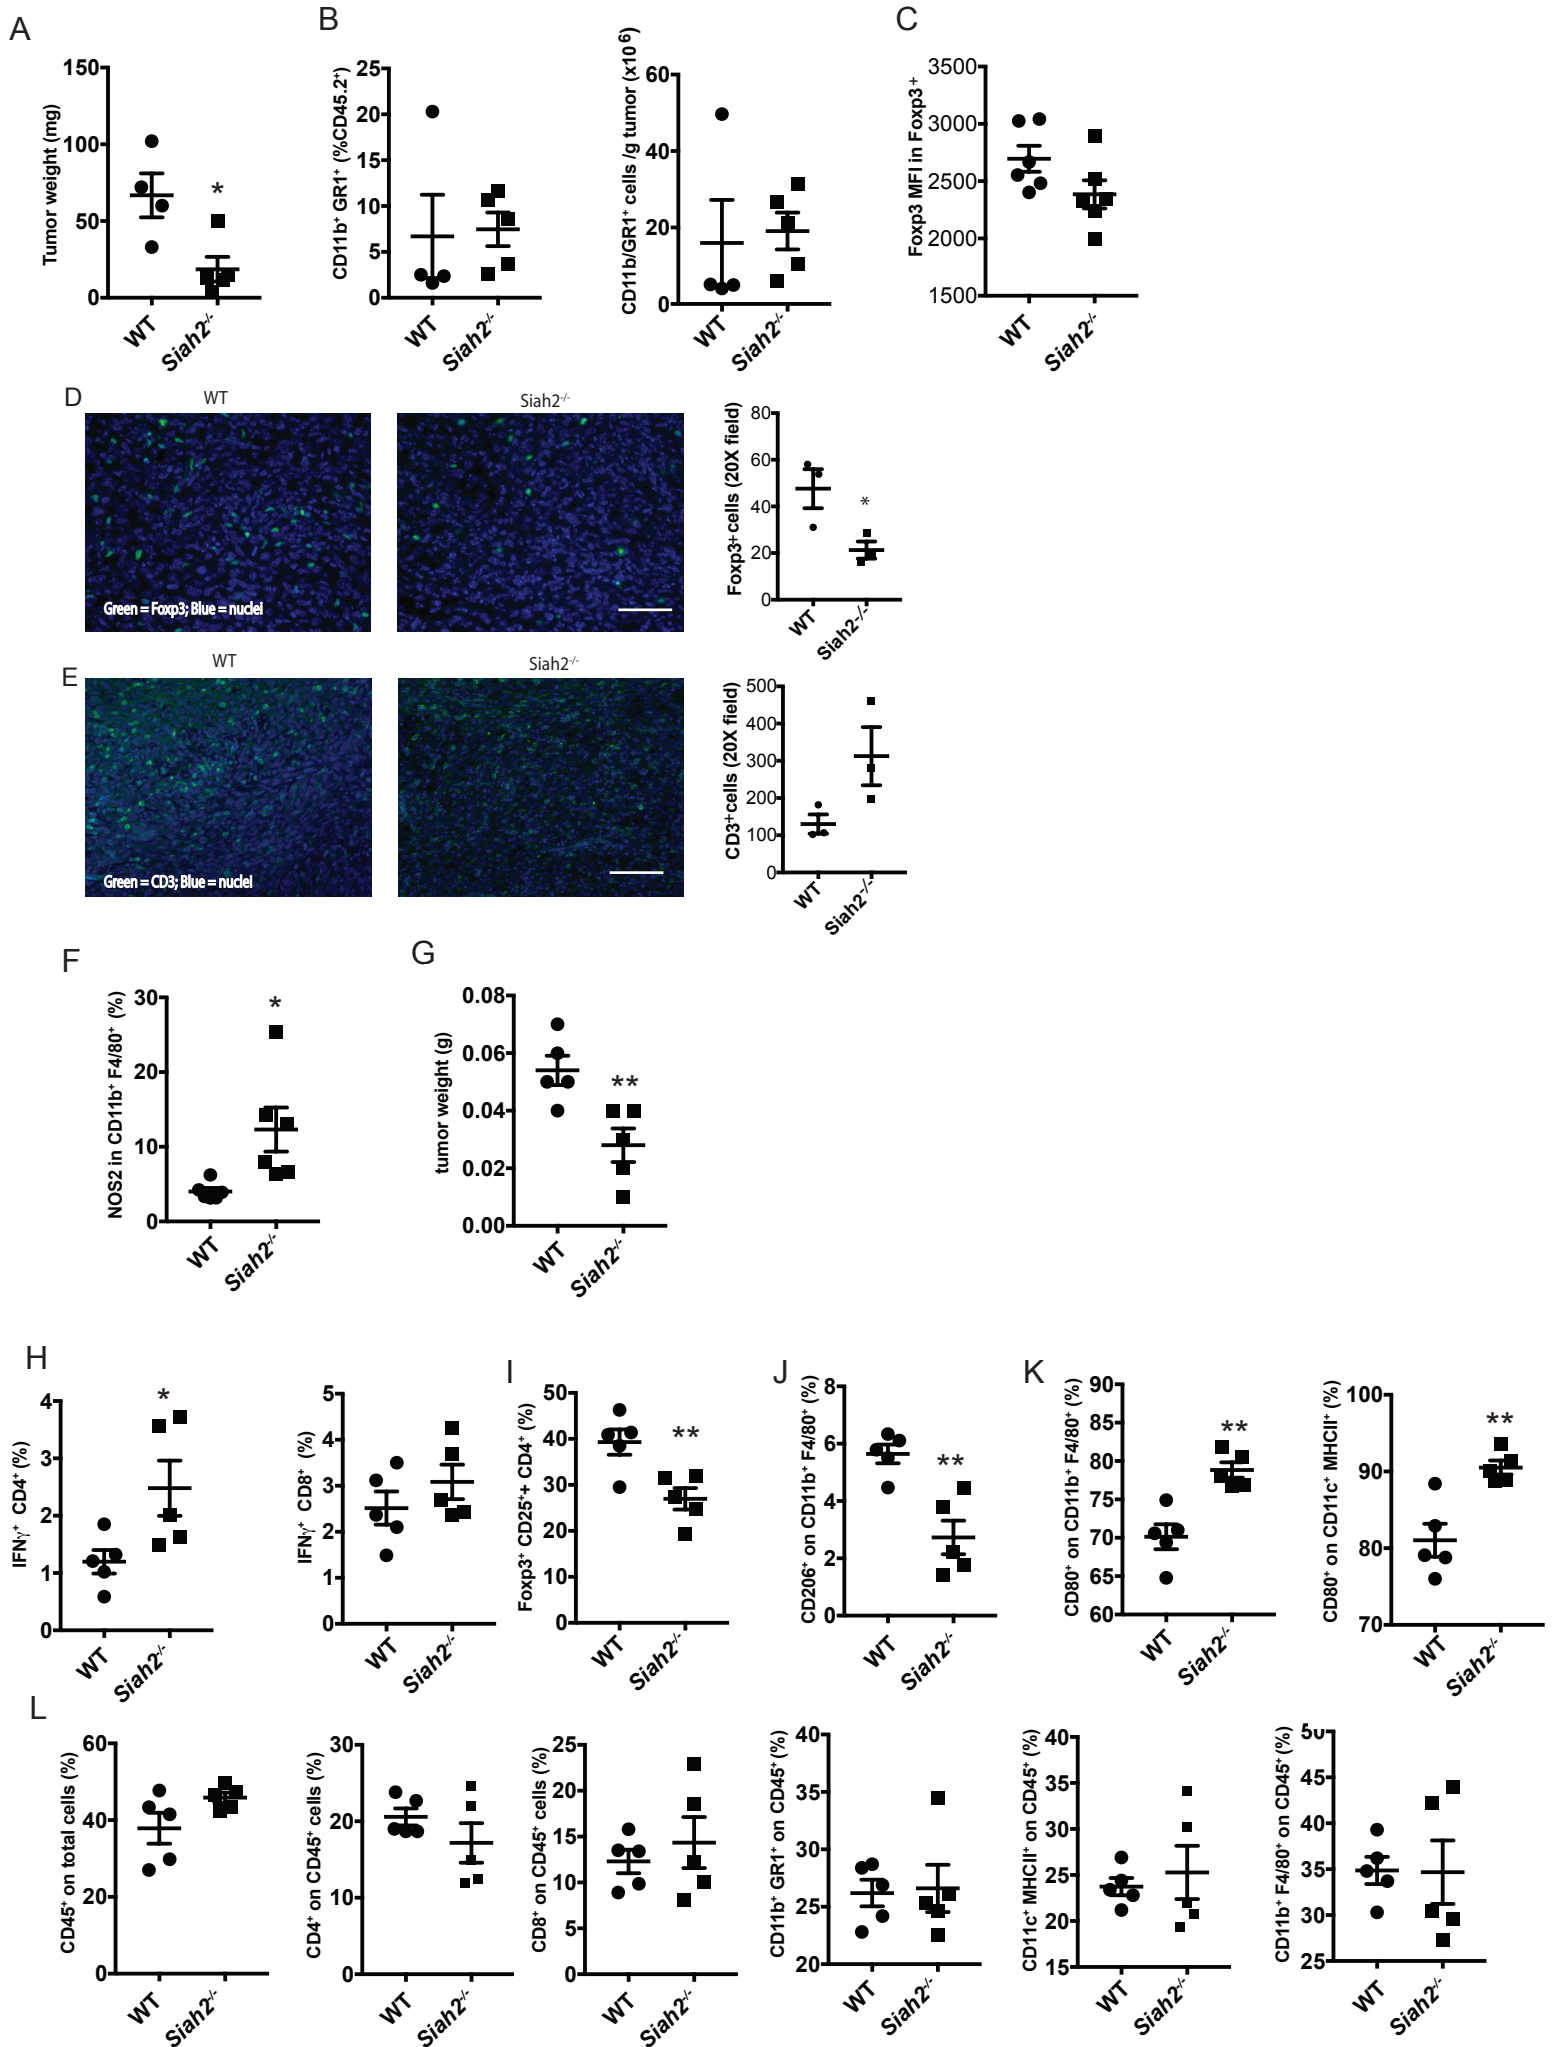 A
Tumor weight (mg)
150
100
50
0
*
WT
Siah2-/-
B
CD11b+ GR1+ (%CD45.2+)
25
20
15
10
5
0
WT
Siah2-/-
CD11b/GR1+ cells /g tumor (x10 6)
60
40
20
0
WT
Siah2-/-
C
Foxp3 MFI in Foxp3+
3500
3000
2500
2000
1500
WT
Siah2-/-
D
WT
Siah2-/-
Green = Foxp3; Blue = nuclei
Foxp3+cells (20X field)
80
60
40
20
0
*
WT
Siah2-/-
E
WT
Siah2-/-
Green = CD3; Blue = nuclei
CD3+cells (20X field)
500
400
300
200
100
0
WT
Siah2-/-
F
NOS2 in CD11b+ F4/80+ (%)
30
20
10
0
*
WT
Siah2-/-
G
tumor weight (g)
0.08
0.06
0.04
0.02
0.00
**
WT
Siah2-/-
H
IFNγ+ CD4+ (%)
4
3
2
1
0
*
WT
Siah2-/-
IFNγ+ CD8+ (%)
5
4
3
2
1
0
WT
Siah2-/-
I
Foxp3+ CD25++ CD4+ (%)
50
40
30
20
10
0
**
WT
Siah2-/-
J
CD206+ on CD11b+ F4/80+ (%)
8
6
4
2
0
**
WT
Siah2-/-
K
CD80+ on CD11b+ F4/80+ (%)
90
85
80
75
70
65
60
**
WT
Siah2-/-
CD80+ on CD11c+ MHCII+ (%)
100
90
80
70
**
WT
Siah2-/-
L
CD45+ on total cells (%)
60
40
20
0
WT
Siah2-/-
CD4+ on CD45+ cells (%)
30
20
10
0
WT
Siah2-/-
CD8+ on CD45+ cells (%)
25
20
15
10
5
0
WT
Siah2-/-
CD11b+ GR1+ on CD45+ (%)
40
35
30
25
20
WT
Siah2-/-
CD11c+ MHCII+ on CD45+ (%)
40
35
30
25
20
15
WT
Siah2-/-
CD11b+ F4/80+ on CD45+ (%)
50
45
40
35
30
25
WT
Siah2-/-